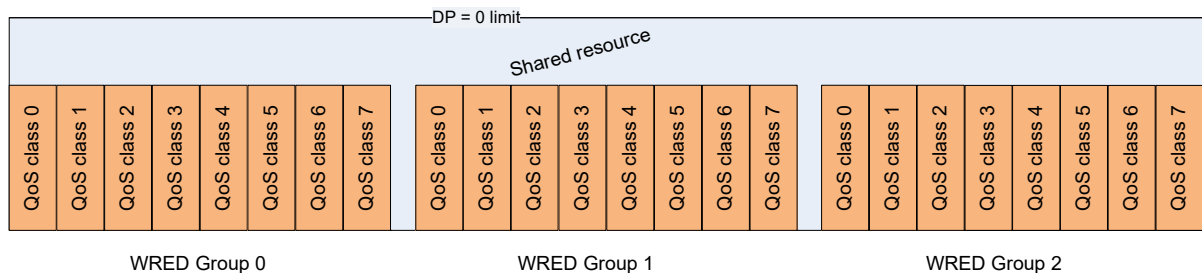 DP = 0 limit
Shared resource
QoS class 0
QoS class 1
QoS class 2
QoS class 3
QoS class 4
QoS class 5
QoS class 6
QoS class 7
QoS class 0
QoS class 1
QoS class 2
QoS class 3
QoS class 4
QoS class 5
QoS class 6
QoS class 7
QoS class 0
QoS class 1
QoS class 2
QoS class 3
QoS class 4
QoS class 5
QoS class 6
QoS class 7
WRED Group 0
WRED Group 1
WRED Group 2